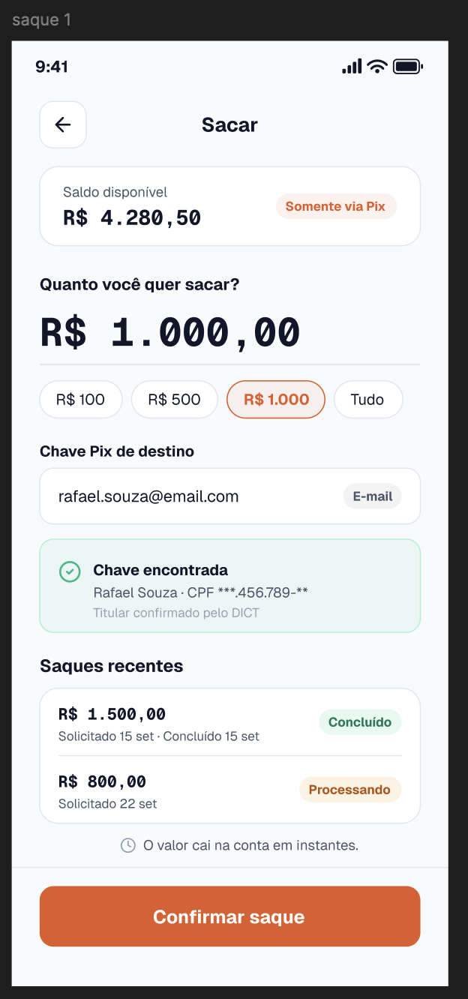 saque 1
9:41
Sacar
Saldo disponível
R$ 4.280,50
Somente via Pix
Quanto você quer sacar?
R$ 1.000,00
R$ 100
R$ 500
R$ 1.000
Tudo
Chave Pix de destino
rafael.souza@email.com
E-mail
Chave encontrada
Rafael Souza · CPF ***.456.789-**
Titular confirmado pelo DICT
Saques recentes
R$ 1.500,00
Solicitado 15 set · Concluído 15 set
Concluído
R$ 800,00
Solicitado 22 set
Processando
O valor cai na conta em instantes.
Confirmar saque